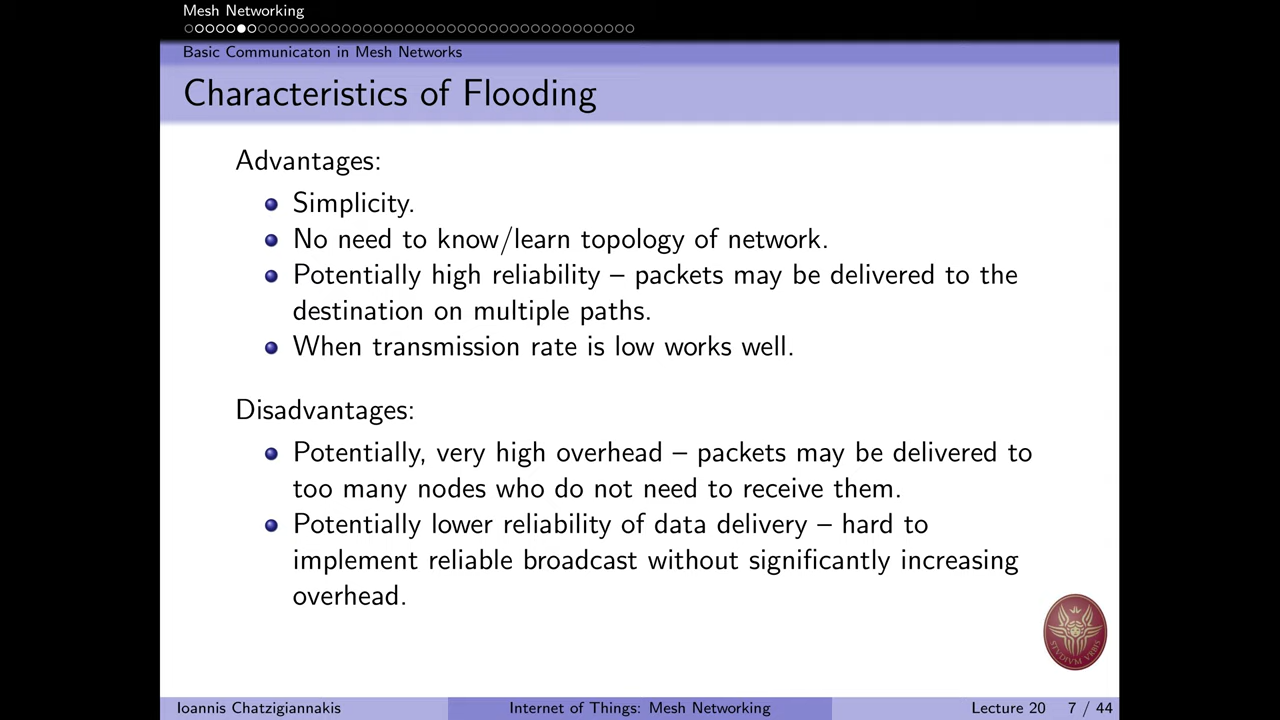 Mesh Networking
Basic Communicaton in Mesh Networks
Characteristics of Flooding
Advantages:
Simplicity.
No need to know/learn topology of network.
Potentially high reliability – packets may be delivered to the
destination on multiple paths.
When transmission rate is low works well.
Disadvantages:
Potentially, very high overhead – packets may be delivered to
too many nodes who do not need to receive them.
Potentially lower reliability of data delivery – hard to
implement reliable broadcast without significantly increasing
overhead.
STVDIVM VRBIS
Ioannis Chatzigiannakis
Internet of Things: Mesh Networking
Lecture 20 7 / 44